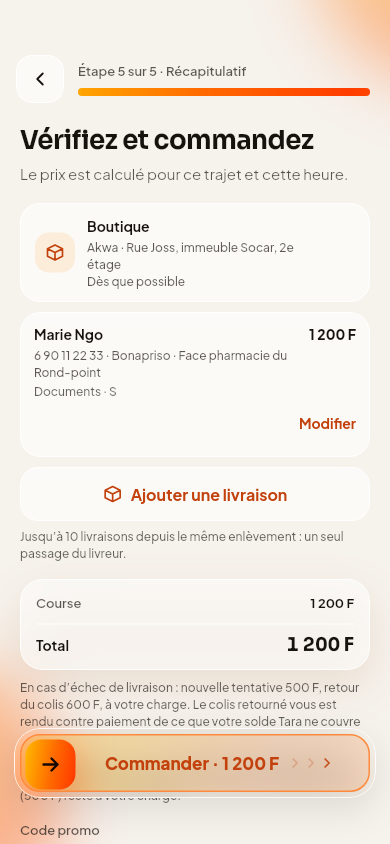 Étape 5 sur 5 · Récapitulatif
Vérifiez et commandez
Le prix est calculé pour ce trajet et cette heure.
Boutique
Akwa · Rue Joss, immeuble Socar, 2e
étage
Dès que possible
Marie Ngo
1 200 F
6 90 11 22 33 · Bonapriso · Face pharmacie du
Rond-point
Documents · S
Modifier
Ajouter une livraison
Jusqu'à 10 livraisons depuis le même enlèvement : un seul
passage du livreur.
Course
1 200 F
Total
1 200 F
En cas d'échec de livraison : nouvelle tentative 500 F, retour
du colis 600 F, à votre charge. Le colis retourné vous est
rendu contre paiement de ce que votre solde Tara ne couvre
Commander · 1 200 F
reste à votre charge.
Code promo